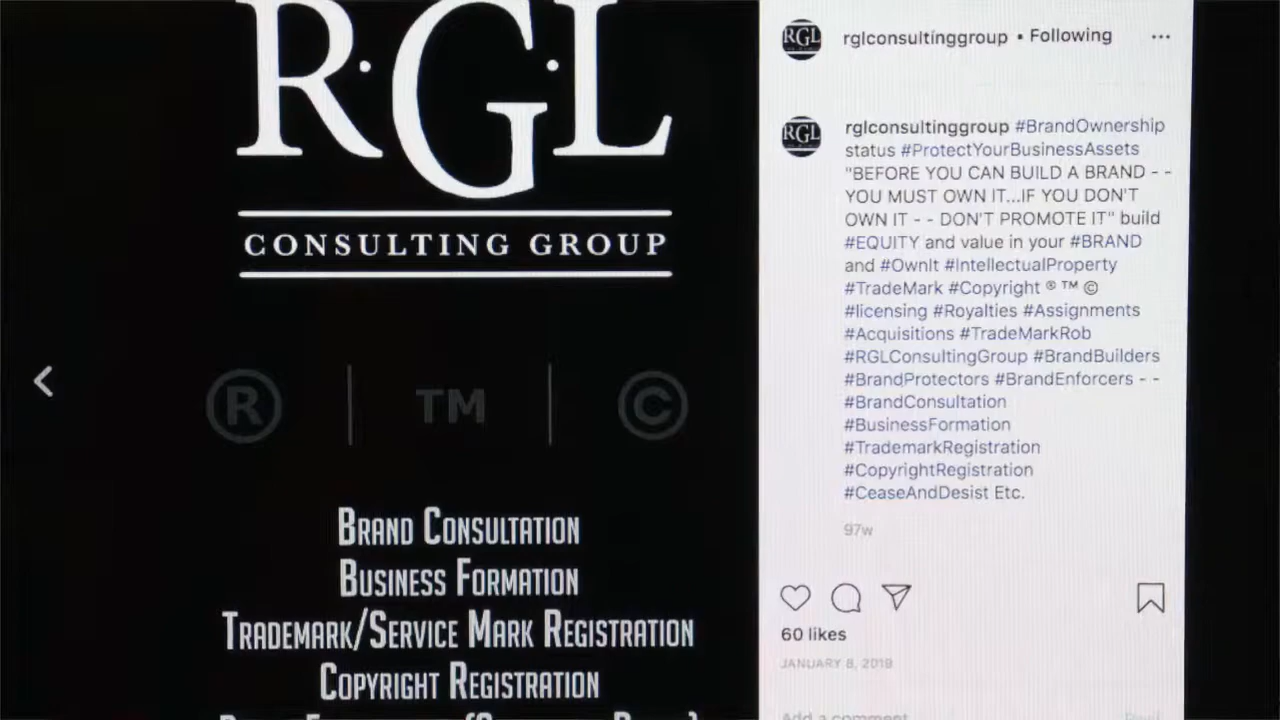 R·G·L
CONSULTING GROUP
® | TM | ©
BRAND CONSULTATION
BUSINESS FORMATION
TRADEMARK/SERVICE MARK REGISTRATION
COPYRIGHT REGISTRATION
RGL
rglconsultinggroup • Following
RGL
rglconsultinggroup #BrandOwnership
status #ProtectYourBusinessAssets
"BEFORE YOU CAN BUILD A BRAND - -
YOU MUST OWN IT...IF YOU DON'T
OWN IT - - DON'T PROMOTE IT" build
#EQUITY and value in your #BRAND
and #OwnIt #IntellectualProperty
#TradeMark #Copyright ® ™ ©
#licensing #Royalties #Assignments
#Acquisitions #TradeMarkRob
#RGLConsultingGroup #BrandBuilders
#BrandProtectors #BrandEnforcers - -
#BrandConsultation
#BusinessFormation
#TrademarkRegistration
#CopyrightRegistration
#CeaseAndDesist Etc.
97w
60 likes
JANUARY 8, 2019
Add a comment